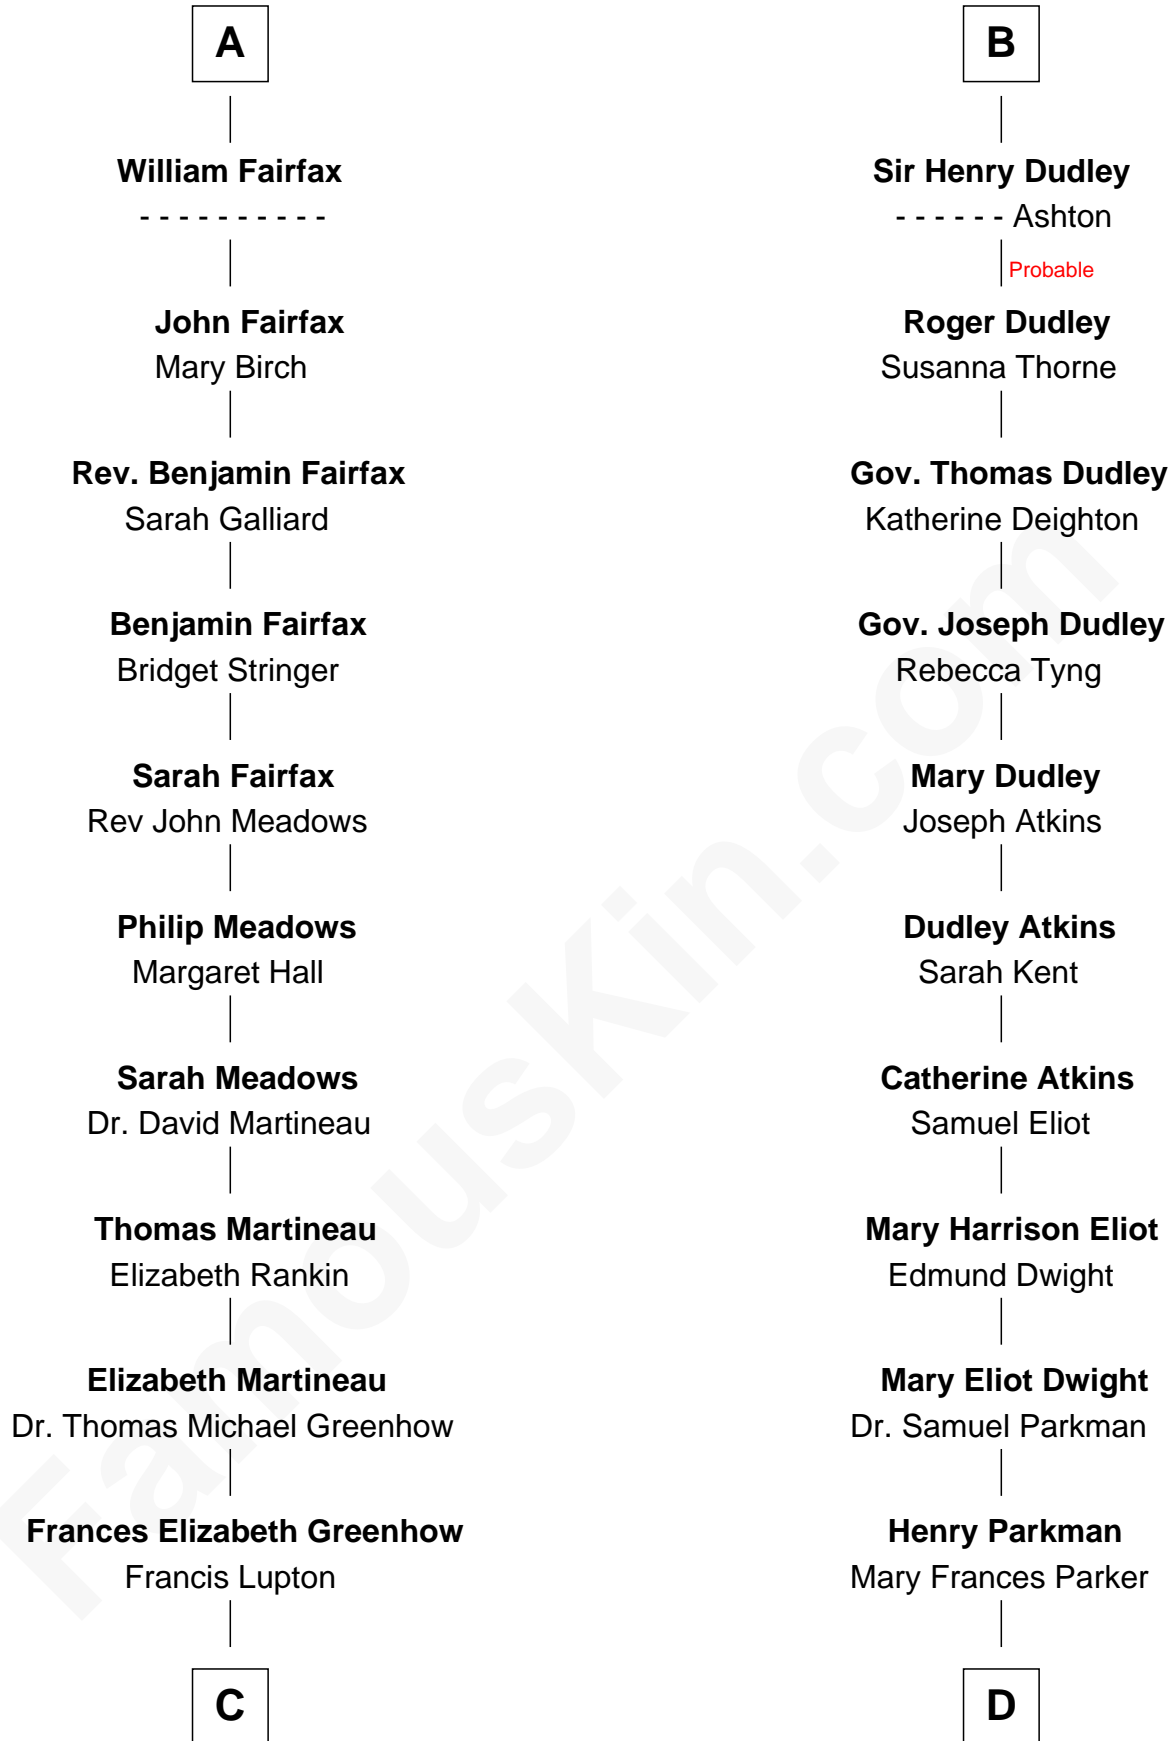 A
William Fairfax
- - - - - - - - - -
John Fairfax
Mary Birch
Rev. Benjamin Fairfax
Sarah Galliard
Benjamin Fairfax
Bridget Stringer
Sarah Fairfax
Rev John Meadows
Philip Meadows
Margaret Hall
Sarah Meadows
Dr. David Martineau
Thomas Martineau
Elizabeth Rankin
Elizabeth Martineau
Dr. Thomas Michael Greenhow
Frances Elizabeth Greenhow
Francis Lupton
C
B
Sir Henry Dudley
- - - - - - Ashton
Probable
Roger Dudley
Susanna Thorne
Gov. Thomas Dudley
Katherine Deighton
Gov. Joseph Dudley
Rebecca Tyng
Mary Dudley
Joseph Atkins
Dudley Atkins
Sarah Kent
Catherine Atkins
Samuel Eliot
Mary Harrison Eliot
Edmund Dwight
Mary Eliot Dwight
Dr. Samuel Parkman
Henry Parkman
Mary Frances Parker
D
FamousKin.com